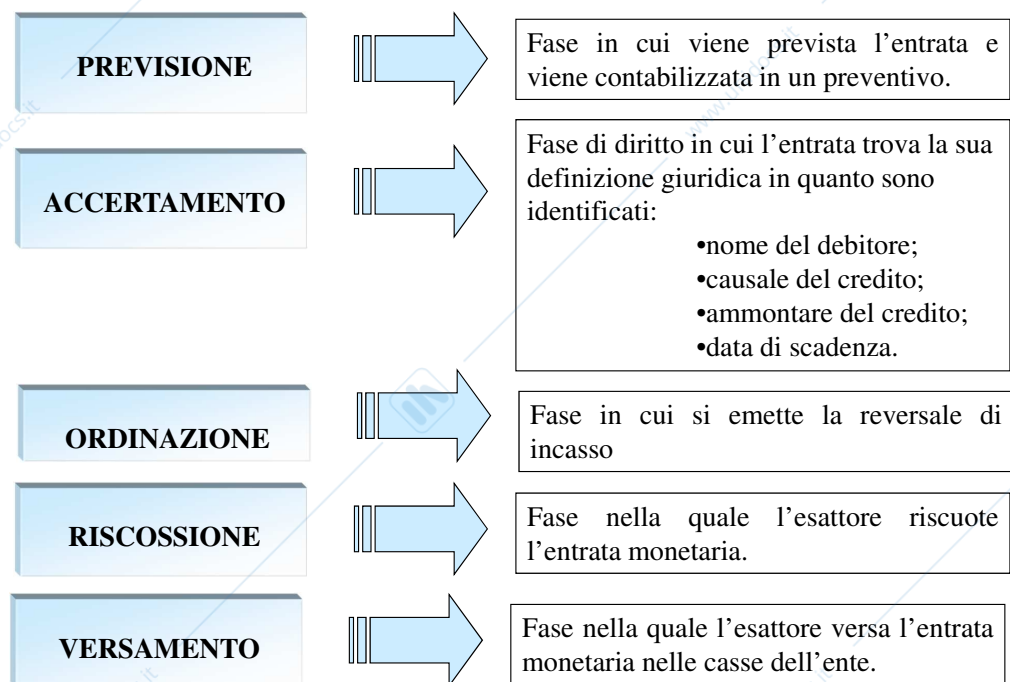 PREVISIONE
Fase in cui viene prevista l'entrata e
viene contabilizzata in un preventivo.
ACCERTAMENTO
Fase di diritto in cui l'entrata trova la sua
definizione giuridica in quanto sono
identificati:
•nome del debitore;
•causale del credito;
•ammontare del credito;
•data di scadenza.
ORDINAZIONE
Fase in cui si emette la reversale di
incasso
RISCOSSIONE
Fase nella quale l'esattore riscuote
l'entrata monetaria.
VERSAMENTO
Fase nella quale l'esattore versa l'entrata
monetaria nelle casse dell'ente.